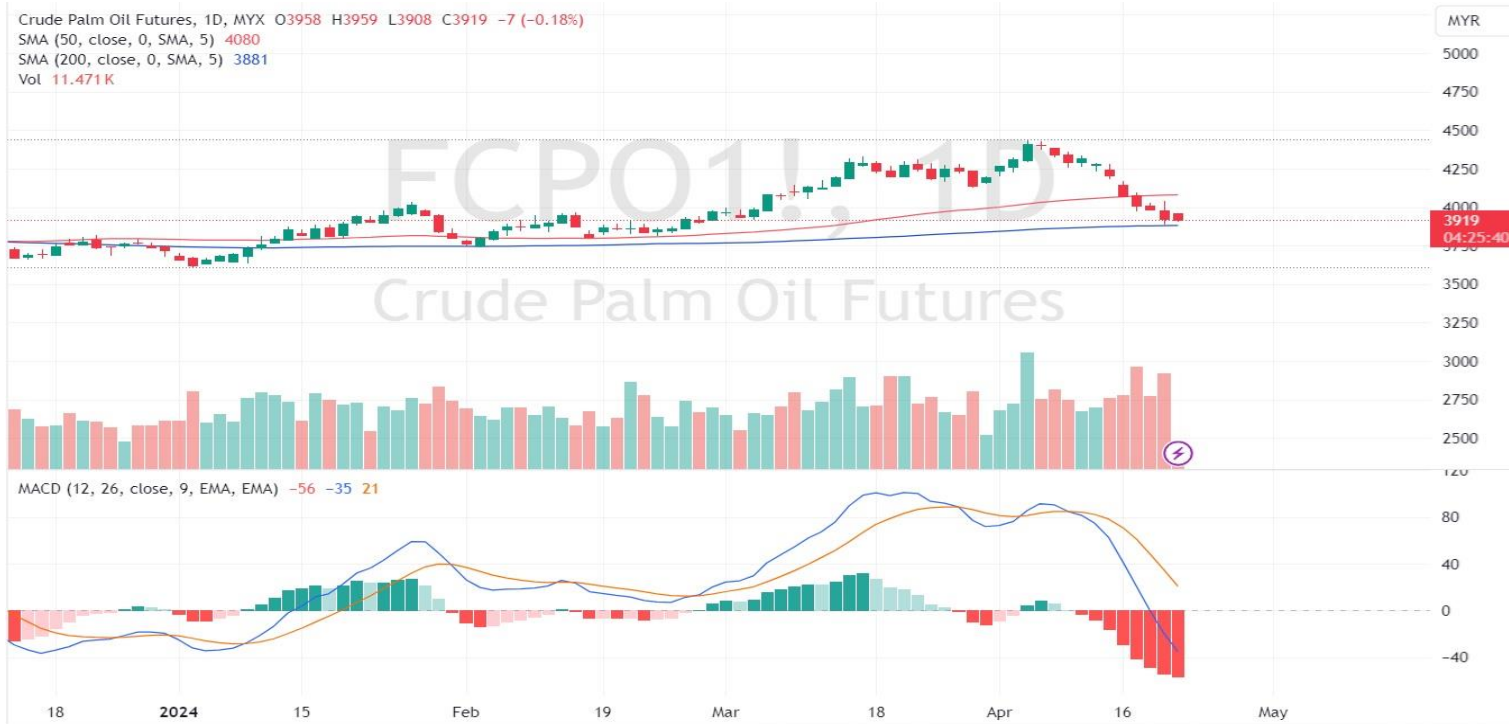 Crude Palm Oil Futures, 1D, MYX O3958 H3959 L3908 C3919 −7 (−0.18%)
SMA (50, close, 0, SMA, 5) 4080
SMA (200, close, 0, SMA, 5) 3881
Vol 11.471K
MYR
5000
4750
4500
4250
4000
3919
04:25:40
3750
3500
3250
3000
2750
2500
FCPO1!, 1D
Crude Palm Oil Futures
MACD (12, 26, close, 9, EMA, EMA) −56 −35 21
120
80
40
0
−40
18 2024 15 Feb 19 Mar 18 Apr 16 May